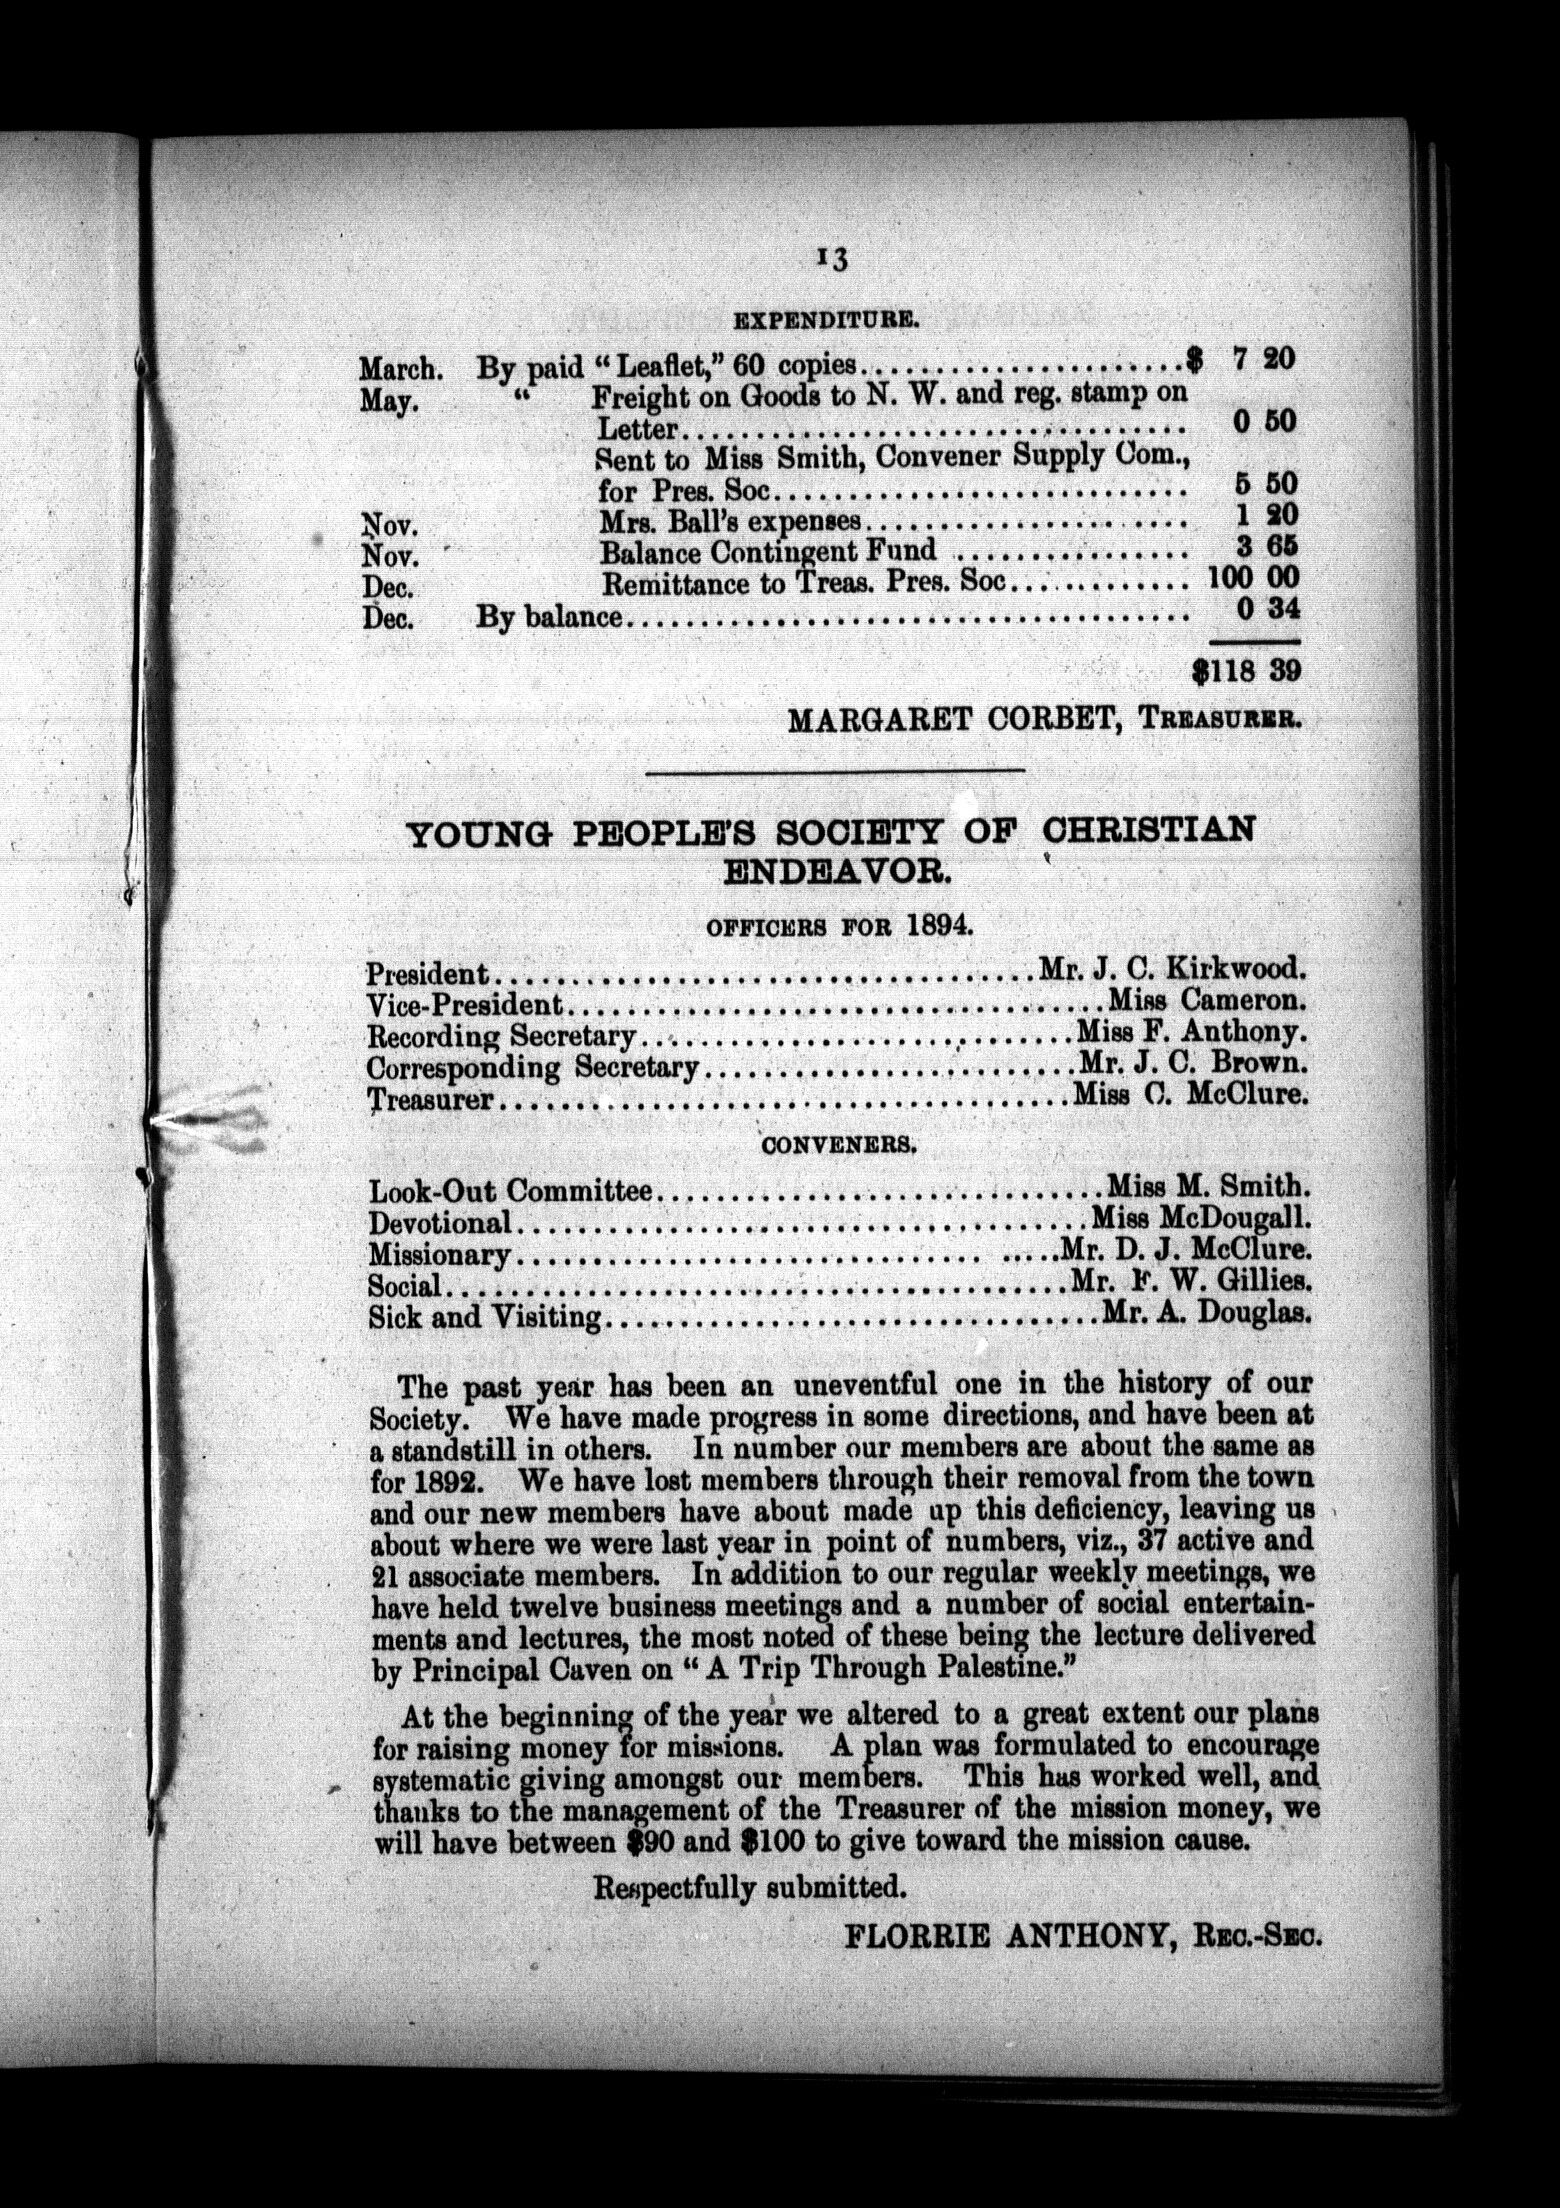 13
EXPENDITURE.
March. By paid “Leaflet,” 60 copies......................$ 7 20
May. “ Freight on Goods to N. W. and reg. stamp on
Letter.................................. 0 50
Sent to Miss Smith, Convener Supply Com.,
for Pres. Soc............................ 5 50
Nov. Mrs. Ball's expenses...................... 1 20
Nov. Balance Contingent Fund ................ 3 65
Dec. Remittance to Treas. Pres. Soc............. 100 00
Dec. By balance...................................... 0 34
$118 39
MARGARET CORBET, TREASURER.
YOUNG PEOPLE'S SOCIETY OF CHRISTIAN
ENDEAVOR.
OFFICERS FOR 1894.
President....................................Mr. J. C. Kirkwood.
Vice-President....................................Miss Cameron.
Recording Secretary.............................Miss F. Anthony.
Corresponding Secretary.........................Mr. J. C. Brown.
Treasurer......................................Miss C. McClure.
CONVENERS.
Look-Out Committee..............................Miss M. Smith.
Devotional......................................Miss McDougall.
Missionary............................... .....Mr. D. J. McClure.
Social..........................................Mr. F. W. Gillies.
Sick and Visiting.................................Mr. A. Douglas.
The past year has been an uneventful one in the history of our
Society. We have made progress in some directions, and have been at
a standstill in others. In number our members are about the same as
for 1892. We have lost members through their removal from the town
and our new members have about made up this deficiency, leaving us
about where we were last year in point of numbers, viz., 37 active and
21 associate members. In addition to our regular weekly meetings, we
have held twelve business meetings and a number of social entertain-
ments and lectures, the most noted of these being the lecture delivered
by Principal Caven on “A Trip Through Palestine.”
At the beginning of the year we altered to a great extent our plans
for raising money for missions. A plan was formulated to encourage
systematic giving amongst our members. This has worked well, and
thanks to the management of the Treasurer of the mission money, we
will have between $90 and $100 to give toward the mission cause.
Respectfully submitted.
FLORRIE ANTHONY, REC.-SEC.